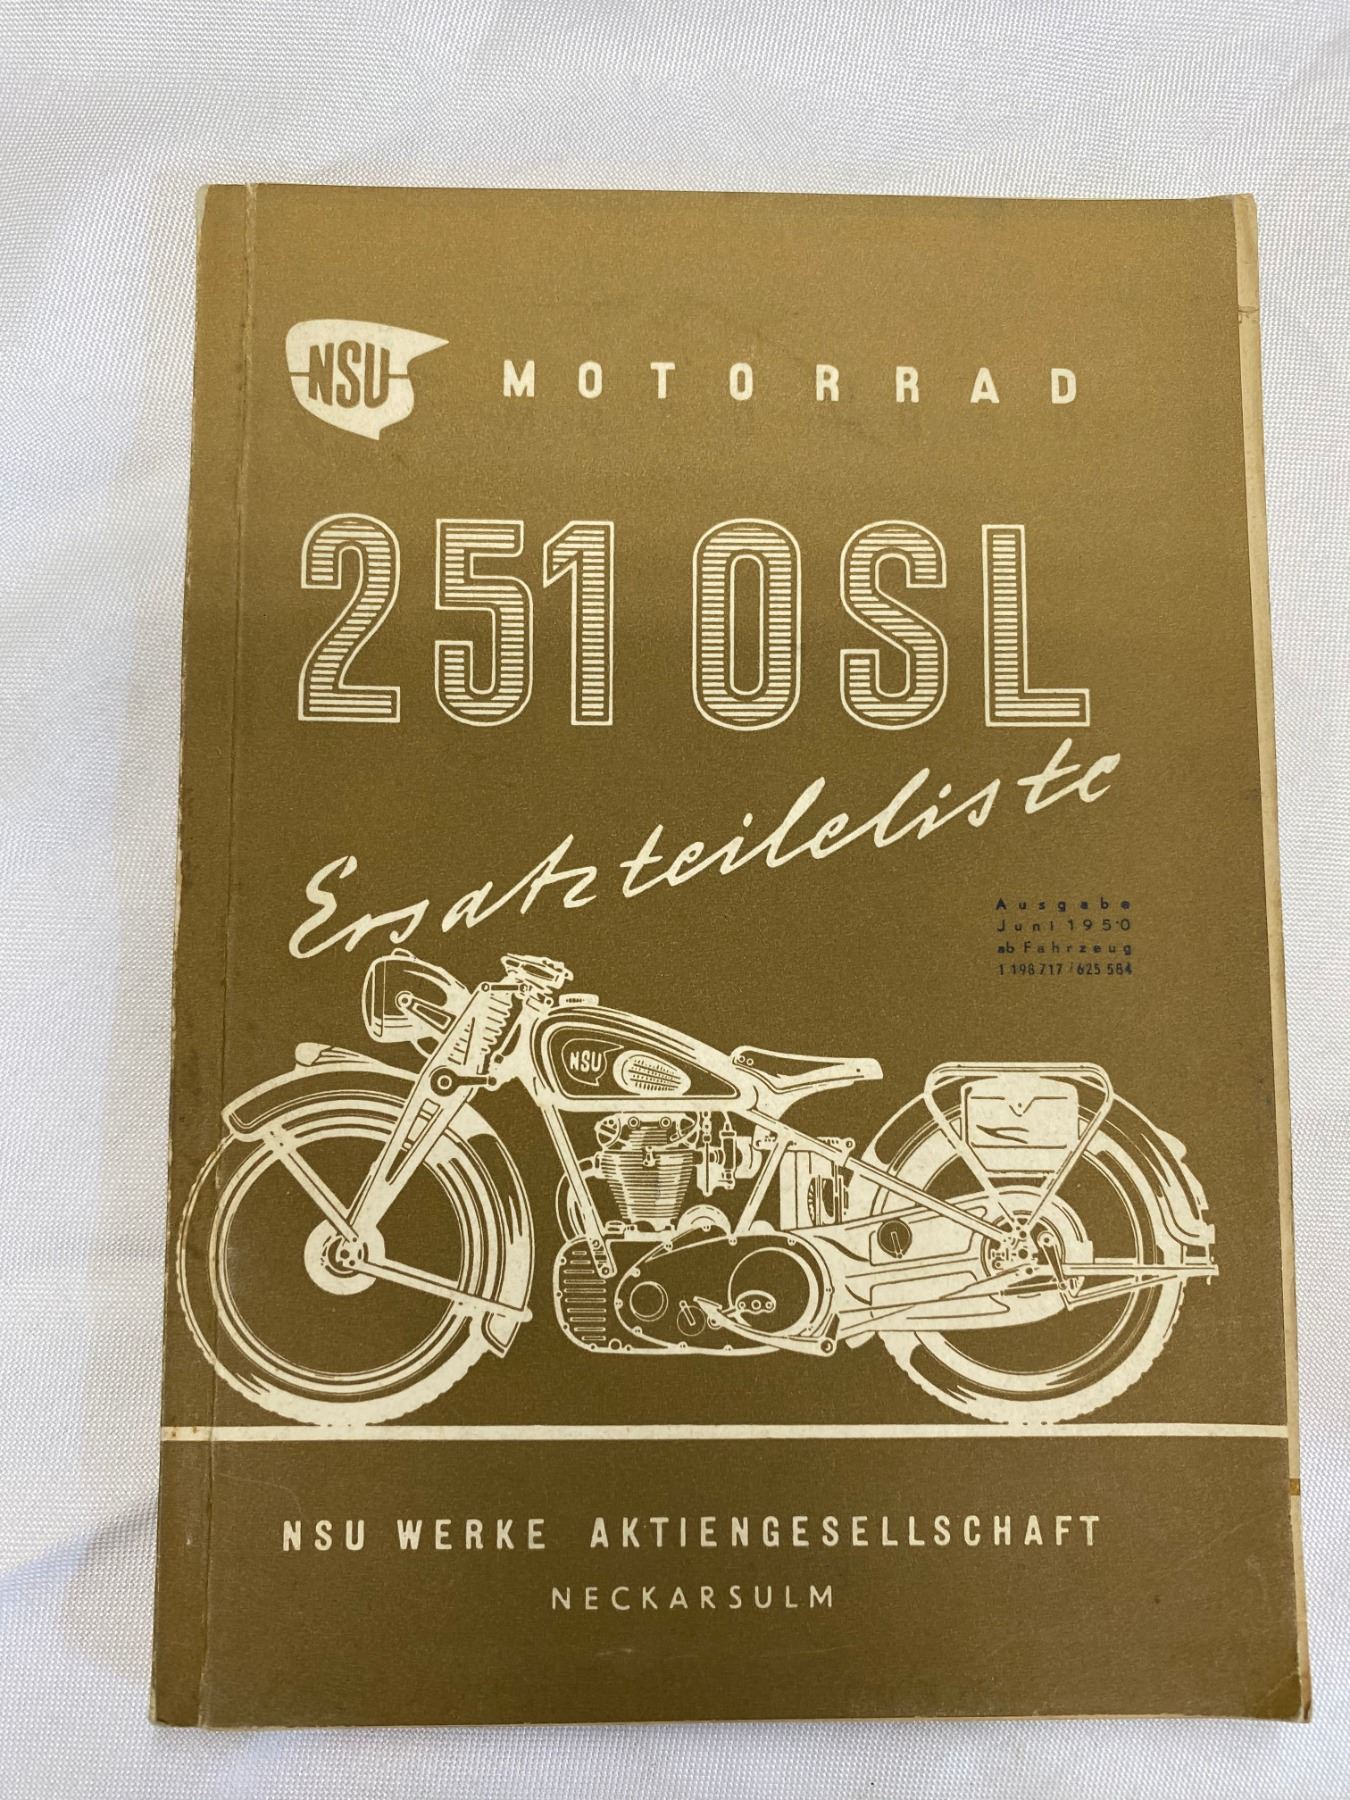 NSU
MOTORRAD
251 OSL
Ersatzteileliste
Ausgabe
Juni 1950
ab Fahrzeug
1 198 717 / 625 584
NSU
NSU WERKE AKTIENGESELLSCHAFT
NECKARSULM